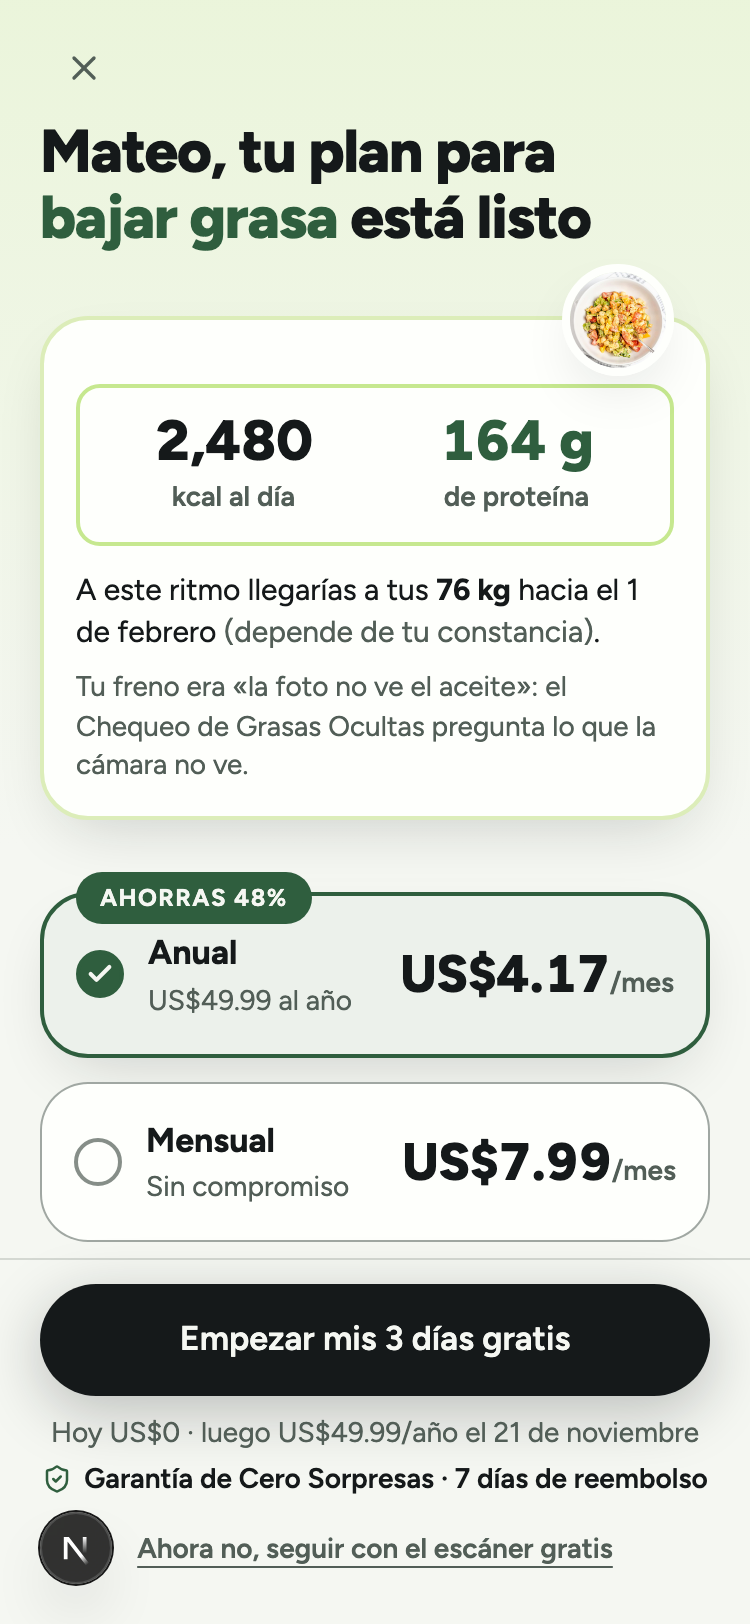 Mateo, tu plan para
bajar grasa está listo
2,480
kcal al día
164 g
de proteína
A este ritmo llegarías a tus 76 kg hacia el 1
de febrero (depende de tu constancia).
Tu freno era «la foto no ve el aceite»: el
Chequeo de Grasas Ocultas pregunta lo que la
cámara no ve.
AHORRAS 48%
Anual
US$49.99 al año
US$4.17/mes
Mensual
Sin compromiso
US$7.99/mes
Empezar mis 3 días gratis
Hoy US$0 · luego US$49.99/año el 21 de noviembre
Garantía de Cero Sorpresas · 7 días de reembolso
N
Ahora no, seguir con el escáner gratis